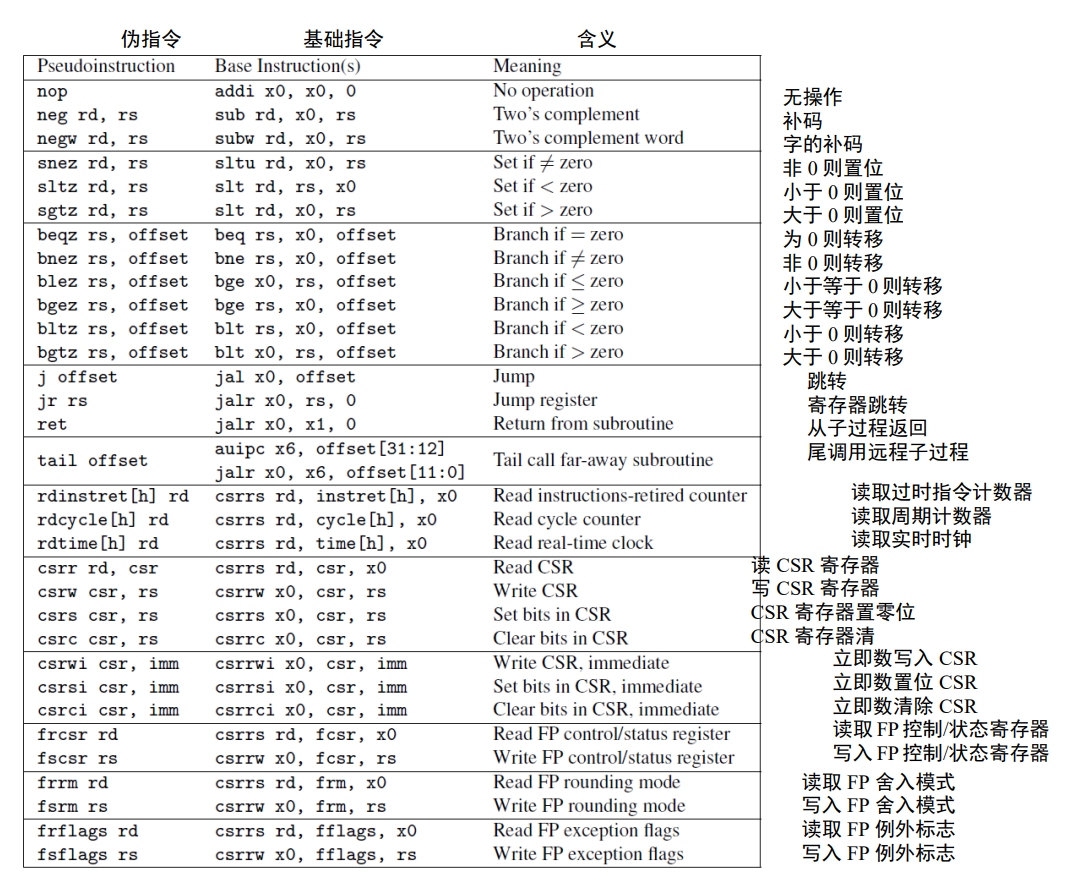 伪指令 基础指令 含义
Pseudoinstruction Base Instruction(s) Meaning
nop addi x0, x0, 0 No operation 无操作
neg rd, rs sub rd, x0, rs Two's complement 补码
negw rd, rs subw rd, x0, rs Two's complement word 字的补码
snez rd, rs sltu rd, x0, rs Set if ≠ zero 非 0 则置位
sltz rd, rs slt rd, rs, x0 Set if < zero 小于 0 则置位
sgtz rd, rs slt rd, x0, rs Set if > zero 大于 0 则置位
beqz rs, offset beq rs, x0, offset Branch if = zero 为 0 则转移
bnez rs, offset bne rs, x0, offset Branch if ≠ zero 非 0 则转移
blez rs, offset bge x0, rs, offset Branch if ≤ zero 小于等于 0 则转移
bgez rs, offset bge rs, x0, offset Branch if ≥ zero 大于等于 0 则转移
bltz rs, offset blt rs, x0, offset Branch if < zero 小于 0 则转移
bgtz rs, offset blt x0, rs, offset Branch if > zero 大于 0 则转移
j offset jal x0, offset Jump 跳转
jr rs jalr x0, rs, 0 Jump register 寄存器跳转
ret jalr x0, x1, 0 Return from subroutine 从子过程返回
tail offset auipc x6, offset[31:12] Tail call far-away subroutine 尾调用远程子过程
jalr x0, x6, offset[11:0]
rdinstret[h] rd csrrs rd, instret[h], x0 Read instructions-retired counter 读取过时指令计数器
rdcycle[h] rd csrrs rd, cycle[h], x0 Read cycle counter 读取周期计数器
rdtime[h] rd csrrs rd, time[h], x0 Read real-time clock 读取实时时钟
csrr rd, csr csrrs rd, csr, x0 Read CSR 读 CSR 寄存器
csrw csr, rs csrrw x0, csr, rs Write CSR 写 CSR 寄存器
csrs csr, rs csrrs x0, csr, rs Set bits in CSR CSR 寄存器置零位
csrc csr, rs csrrc x0, csr, rs Clear bits in CSR CSR 寄存器清
csrwi csr, imm csrrwi x0, csr, imm Write CSR, immediate 立即数写入 CSR
csrsi csr, imm csrrsi x0, csr, imm Set bits in CSR, immediate 立即数置位 CSR
csrci csr, imm csrrci x0, csr, imm Clear bits in CSR, immediate 立即数清除 CSR
frcsr rd csrrs rd, fcsr, x0 Read FP control/status register 读取 FP 控制/状态寄存器
fscsr rs csrrw x0, fcsr, rs Write FP control/status register 写入 FP 控制/状态寄存器
frrm rd csrrs rd, frm, x0 Read FP rounding mode 读取 FP 舍入模式
fsrm rs csrrw x0, frm, rs Write FP rounding mode 写入 FP 舍入模式
frflags rd csrrs rd, fflags, x0 Read FP exception flags 读取 FP 例外标志
fsflags rs csrrw x0, fflags, rs Write FP exception flags 写入 FP 例外标志